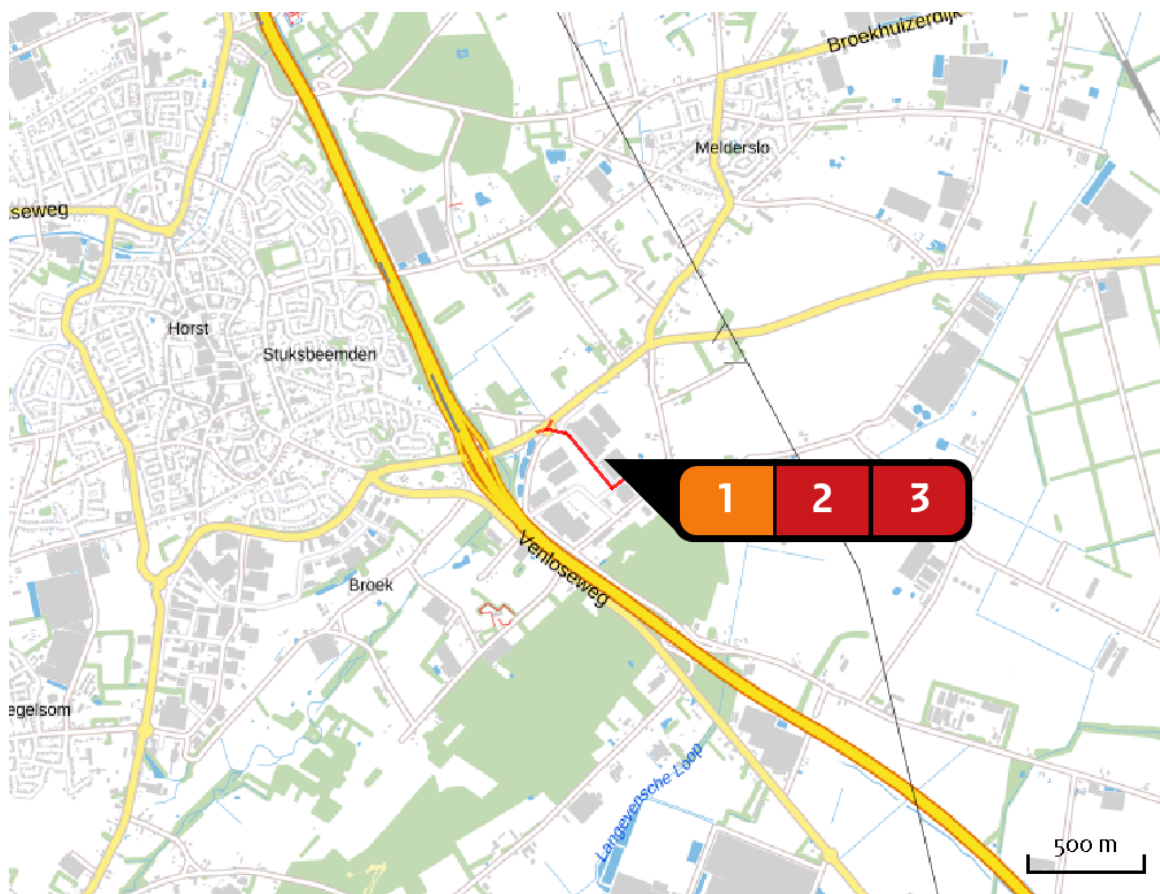 Broekhuizerdijk
Melderslo
seweg
Horst
Stuksbeemden
1 2 3
Venloseweg
Broek
egelsom
Langevensche Loop
500 m